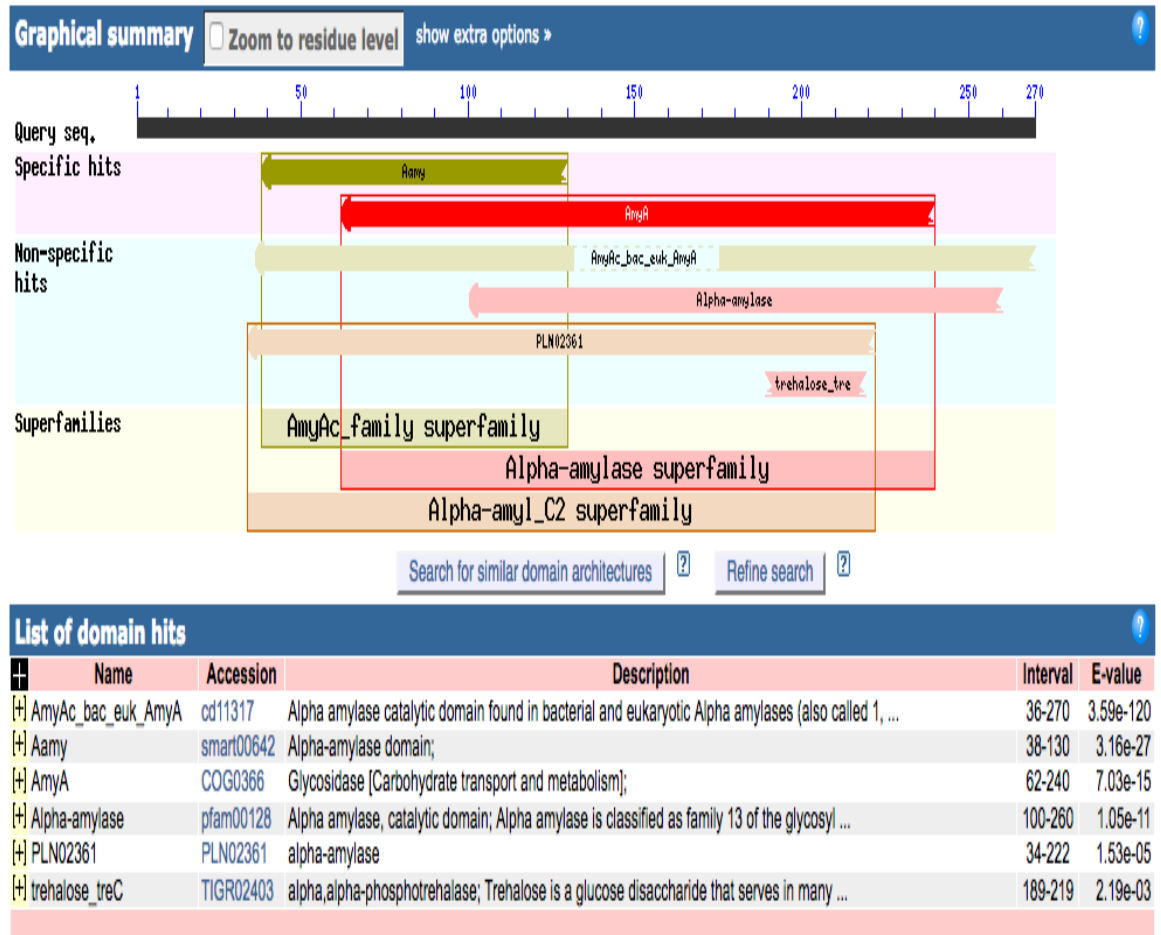 Graphical summary Zoom to residue level show extra options »
1 50 100 150 200 250 270
Query seq.
Specific hits
Aamy
AmyA
Non-specific
hits
AmyAc_bac_euk_AmyA
Alpha-amylase
PLN02361
trehalose_tre
Superfamilies
AmyAc_family superfamily
Alpha-amylase superfamily
Alpha-amyl_C2 superfamily
Search for similar domain architectures ? Refine search ?
List of domain hits ?
+ Name Accession Description Interval E-value
[+] AmyAc_bac_euk_AmyA cd11317 Alpha amylase catalytic domain found in bacterial and eukaryotic Alpha amylases (also called 1, ... 36-270 3.59e-120
[+] Aamy smart00642 Alpha-amylase domain; 38-130 3.16e-27
[+] AmyA COG0366 Glycosidase [Carbohydrate transport and metabolism]; 62-240 7.03e-15
[+] Alpha-amylase pfam00128 Alpha amylase, catalytic domain; Alpha amylase is classified as family 13 of the glycosyl ... 100-260 1.05e-11
[+] PLN02361 PLN02361 alpha-amylase 34-222 1.53e-05
[+] trehalose_treC TIGR02403 alpha,alpha-phosphotrehalase; Trehalose is a glucose disaccharide that serves in many ... 189-219 2.19e-03